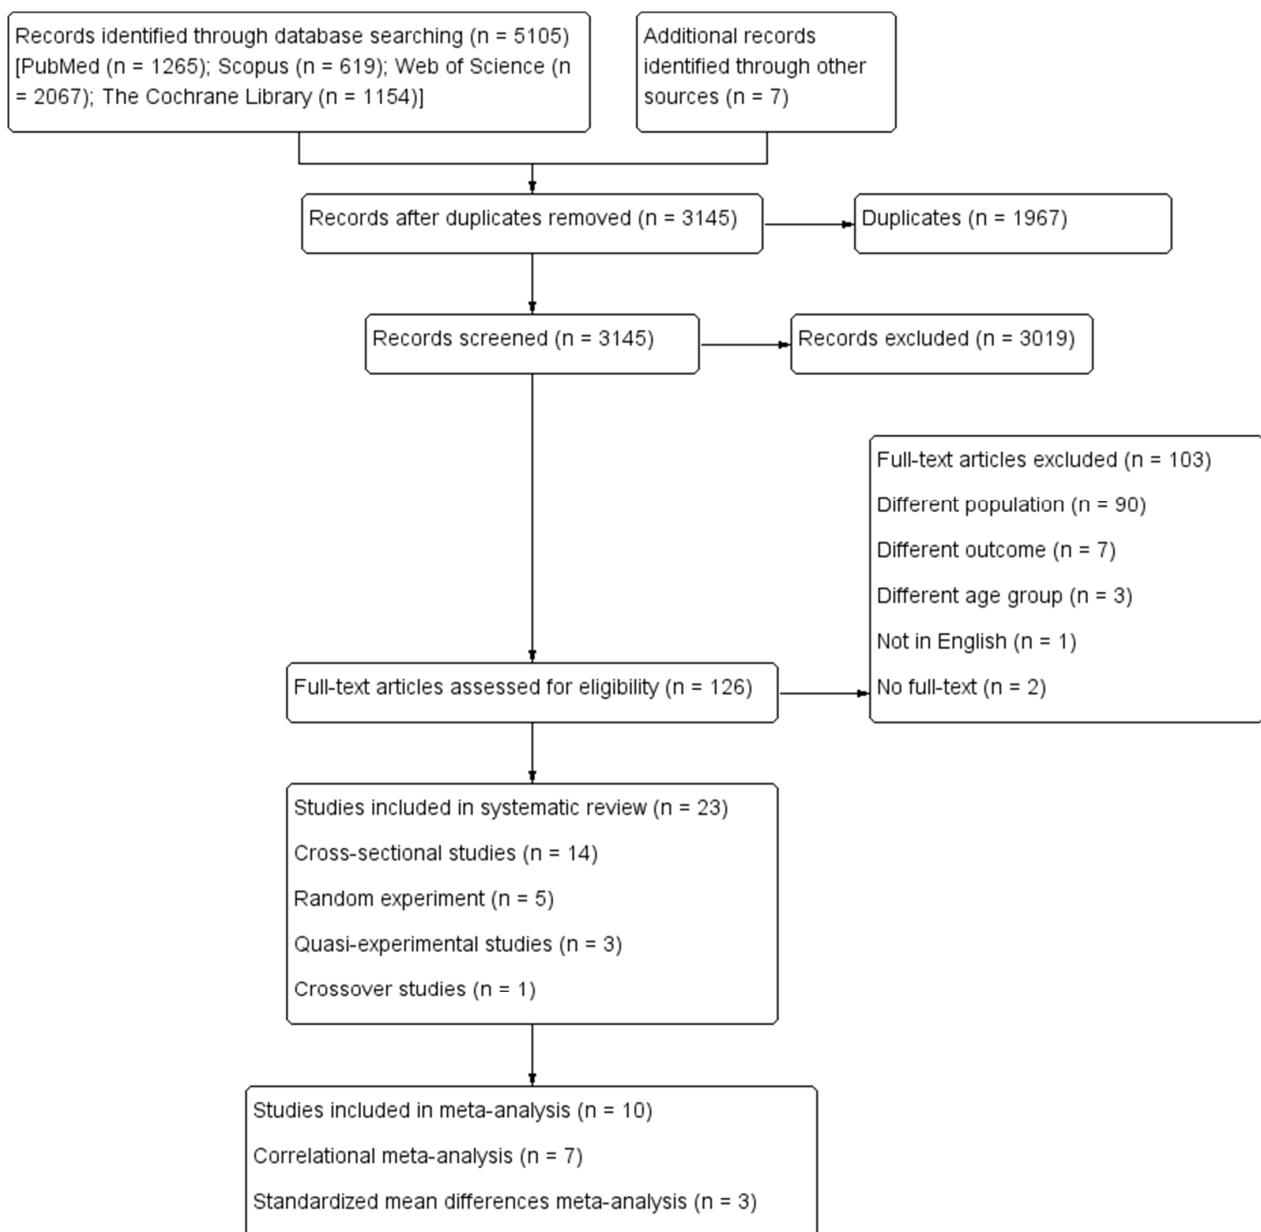 Records identified through database searching (n = 5105)
[PubMed (n = 1265); Scopus (n = 619); Web of Science (n
= 2067); The Cochrane Library (n = 1154)]
Additional records
identified through other
sources (n = 7)
Records after duplicates removed (n = 3145)
Duplicates (n = 1967)
Records screened (n = 3145)
Records excluded (n = 3019)
Full-text articles excluded (n = 103)
Different population (n = 90)
Different outcome (n = 7)
Different age group (n = 3)
Not in English (n = 1)
No full-text (n = 2)
Full-text articles assessed for eligibility (n = 126)
Studies included in systematic review (n = 23)
Cross-sectional studies (n = 14)
Random experiment (n = 5)
Quasi-experimental studies (n = 3)
Crossover studies (n = 1)
Studies included in meta-analysis (n = 10)
Correlational meta-analysis (n = 7)
Standardized mean differences meta-analysis (n = 3)